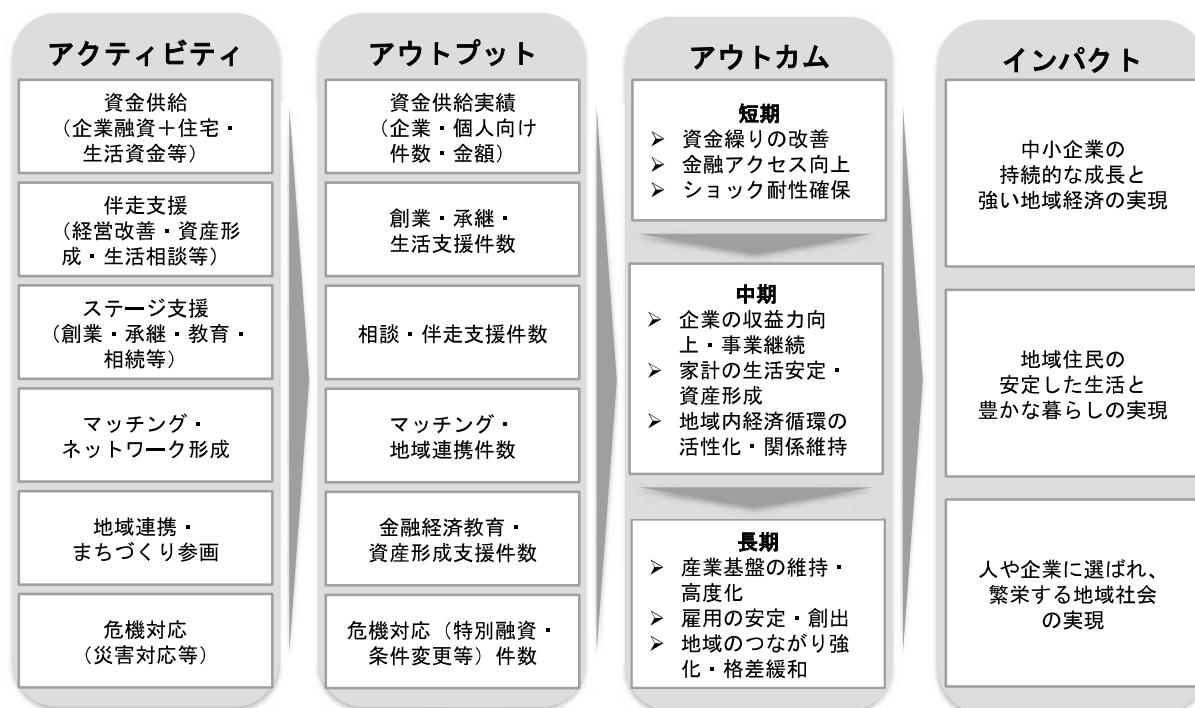 アクティビティ
資金供給
（企業融資＋住宅・
生活資金等）
伴走支援
（経営改善・資産形
成・生活相談等）
ステージ支援
（創業・承継・教育・
相続等）
マッチング・
ネットワーク形成
地域連携・
まちづくり参画
危機対応
（災害対応等）
アウトプット
資金供給実績
（企業・個人向け
件数・金額）
創業・承継・
生活支援件数
相談・伴走支援件数
マッチング・
地域連携件数
金融経済教育・
資産形成支援件数
危機対応（特別融資・
条件変更等）件数
アウトカム
短期
➢ 資金繰りの改善
➢ 金融アクセス向上
➢ ショック耐性確保
中期
➢ 企業の収益力向
上・事業継続
➢ 家計の生活安定・
資産形成
➢ 地域内経済循環の
活性化・関係維持
長期
➢ 産業基盤の維持・
高度化
➢ 雇用の安定・創出
➢ 地域のつながり強
化・格差緩和
インパクト
中小企業の
持続的な成長と
強い地域経済の実現
地域住民の
安定した生活と
豊かな暮らしの実現
人や企業に選ばれ、
繁栄する地域社会
の実現